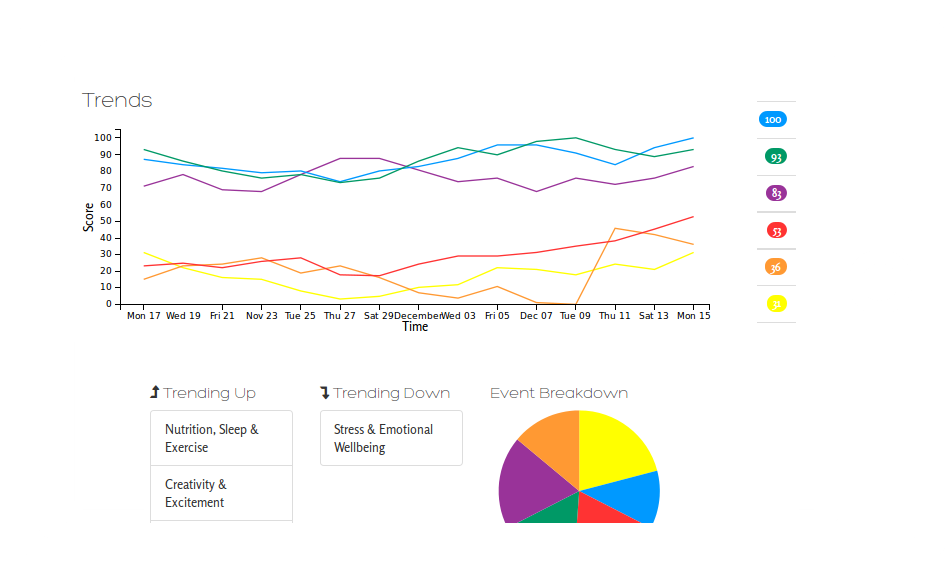 Trends
100
90
80
70
60
50
40
30
20
10
0
Score
Mon 17 Wed 19 Fri 21 Nov 23 Tue 25 Thu 27 Sat 29 December Wed 03 Fri 05 Dec 07 Tue 09 Thu 11 Sat 13 Mon 15
Time
100
93
83
53
36
31
Trending Up
Nutrition, Sleep &
Exercise
Creativity &
Excitement
Trending Down
Stress & Emotional
Wellbeing
Event Breakdown